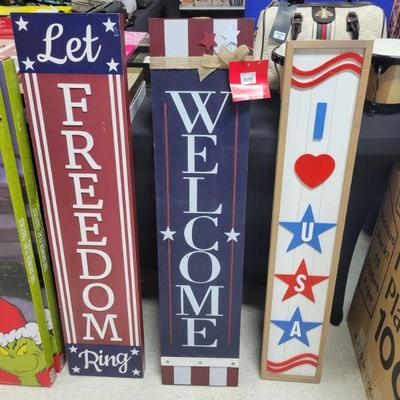 Let
FREEDOM
Ring
WELCOME
I
U
S
A